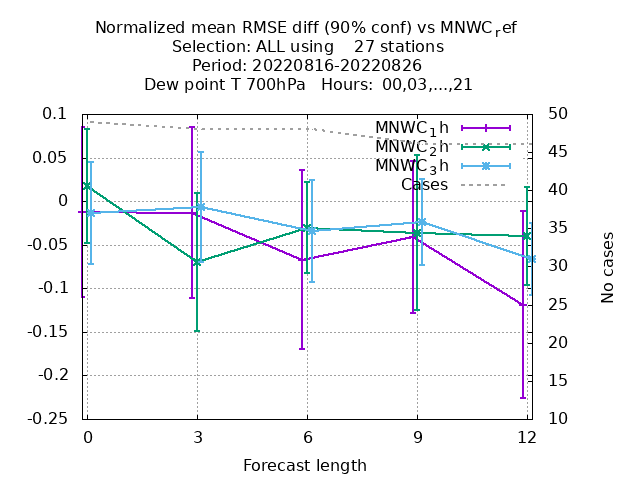 Normalized mean RMSE diff (90% conf) vs MNWC_ref
Selection: ALL using    27 stations
Period: 20220816-20220826
Dew point T 700hPa   Hours:  00,03,...,21
0.1
0.05
0
-0.05
-0.1
-0.15
-0.2
-0.25
50
45
40
35
30
25
20
15
10
No cases
MNWC_1h
MNWC_2h
MNWC_3h
Cases
0 3 6 9 12
Forecast length